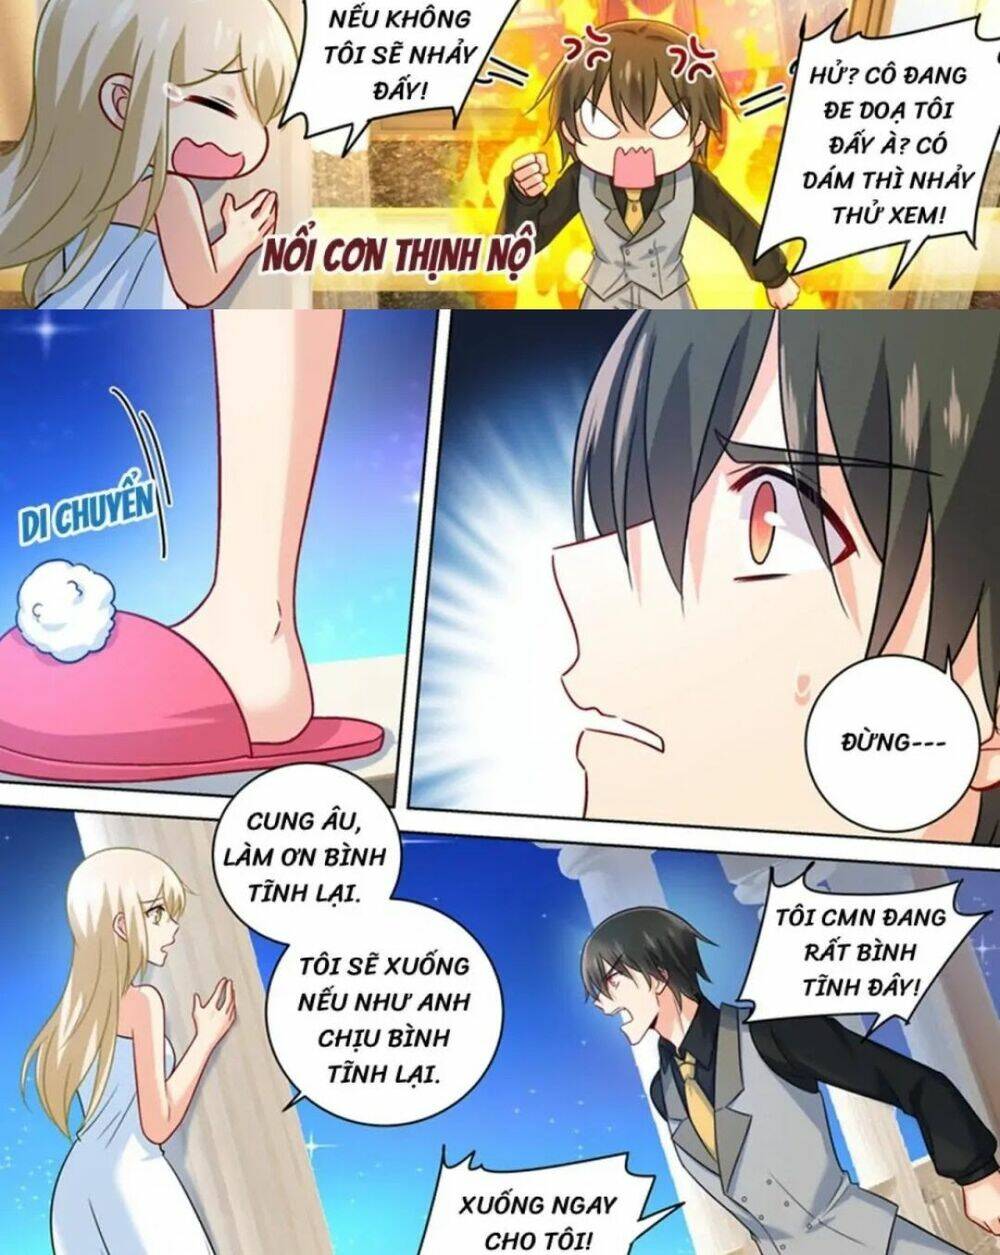 NẾU KHÔNG
TÔI SẼ NHẢY
ĐẤY!
HỬ? CÔ ĐANG
ĐE DOẠ TÔI
ĐẤY À? CÓ
DÁM THÌ NHẢY
THỬ XEM!
NỔI CƠN THỊNH NỘ
DI CHUYỂN
ĐỪNG---
CUNG ÂU,
LÀM ƠN BÌNH
TĨNH LẠI.
TÔI SẼ XUỐNG
NẾU NHƯ ANH
CHỊU BÌNH
TĨNH LẠI.
TÔI CMN ĐANG
RẤT BÌNH
TĨNH ĐÂY!
XUỐNG NGAY
CHO TÔI!